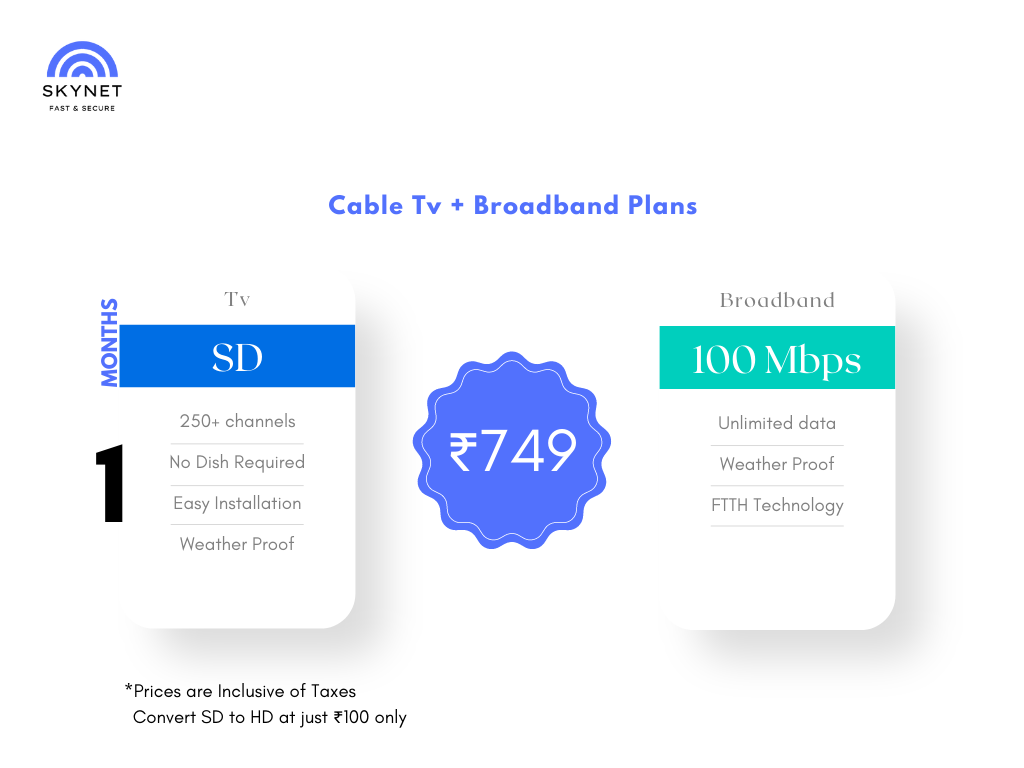 SKYNET
FAST & SECURE
Cable Tv + Broadband Plans
MONTHS
1
Tv
SD
250+ channels
No Dish Required
Easy Installation
Weather Proof
₹749
Broadband
100 Mbps
Unlimited data
Weather Proof
FTTH Technology
*Prices are Inclusive of Taxes
Convert SD to HD at just ₹100 only